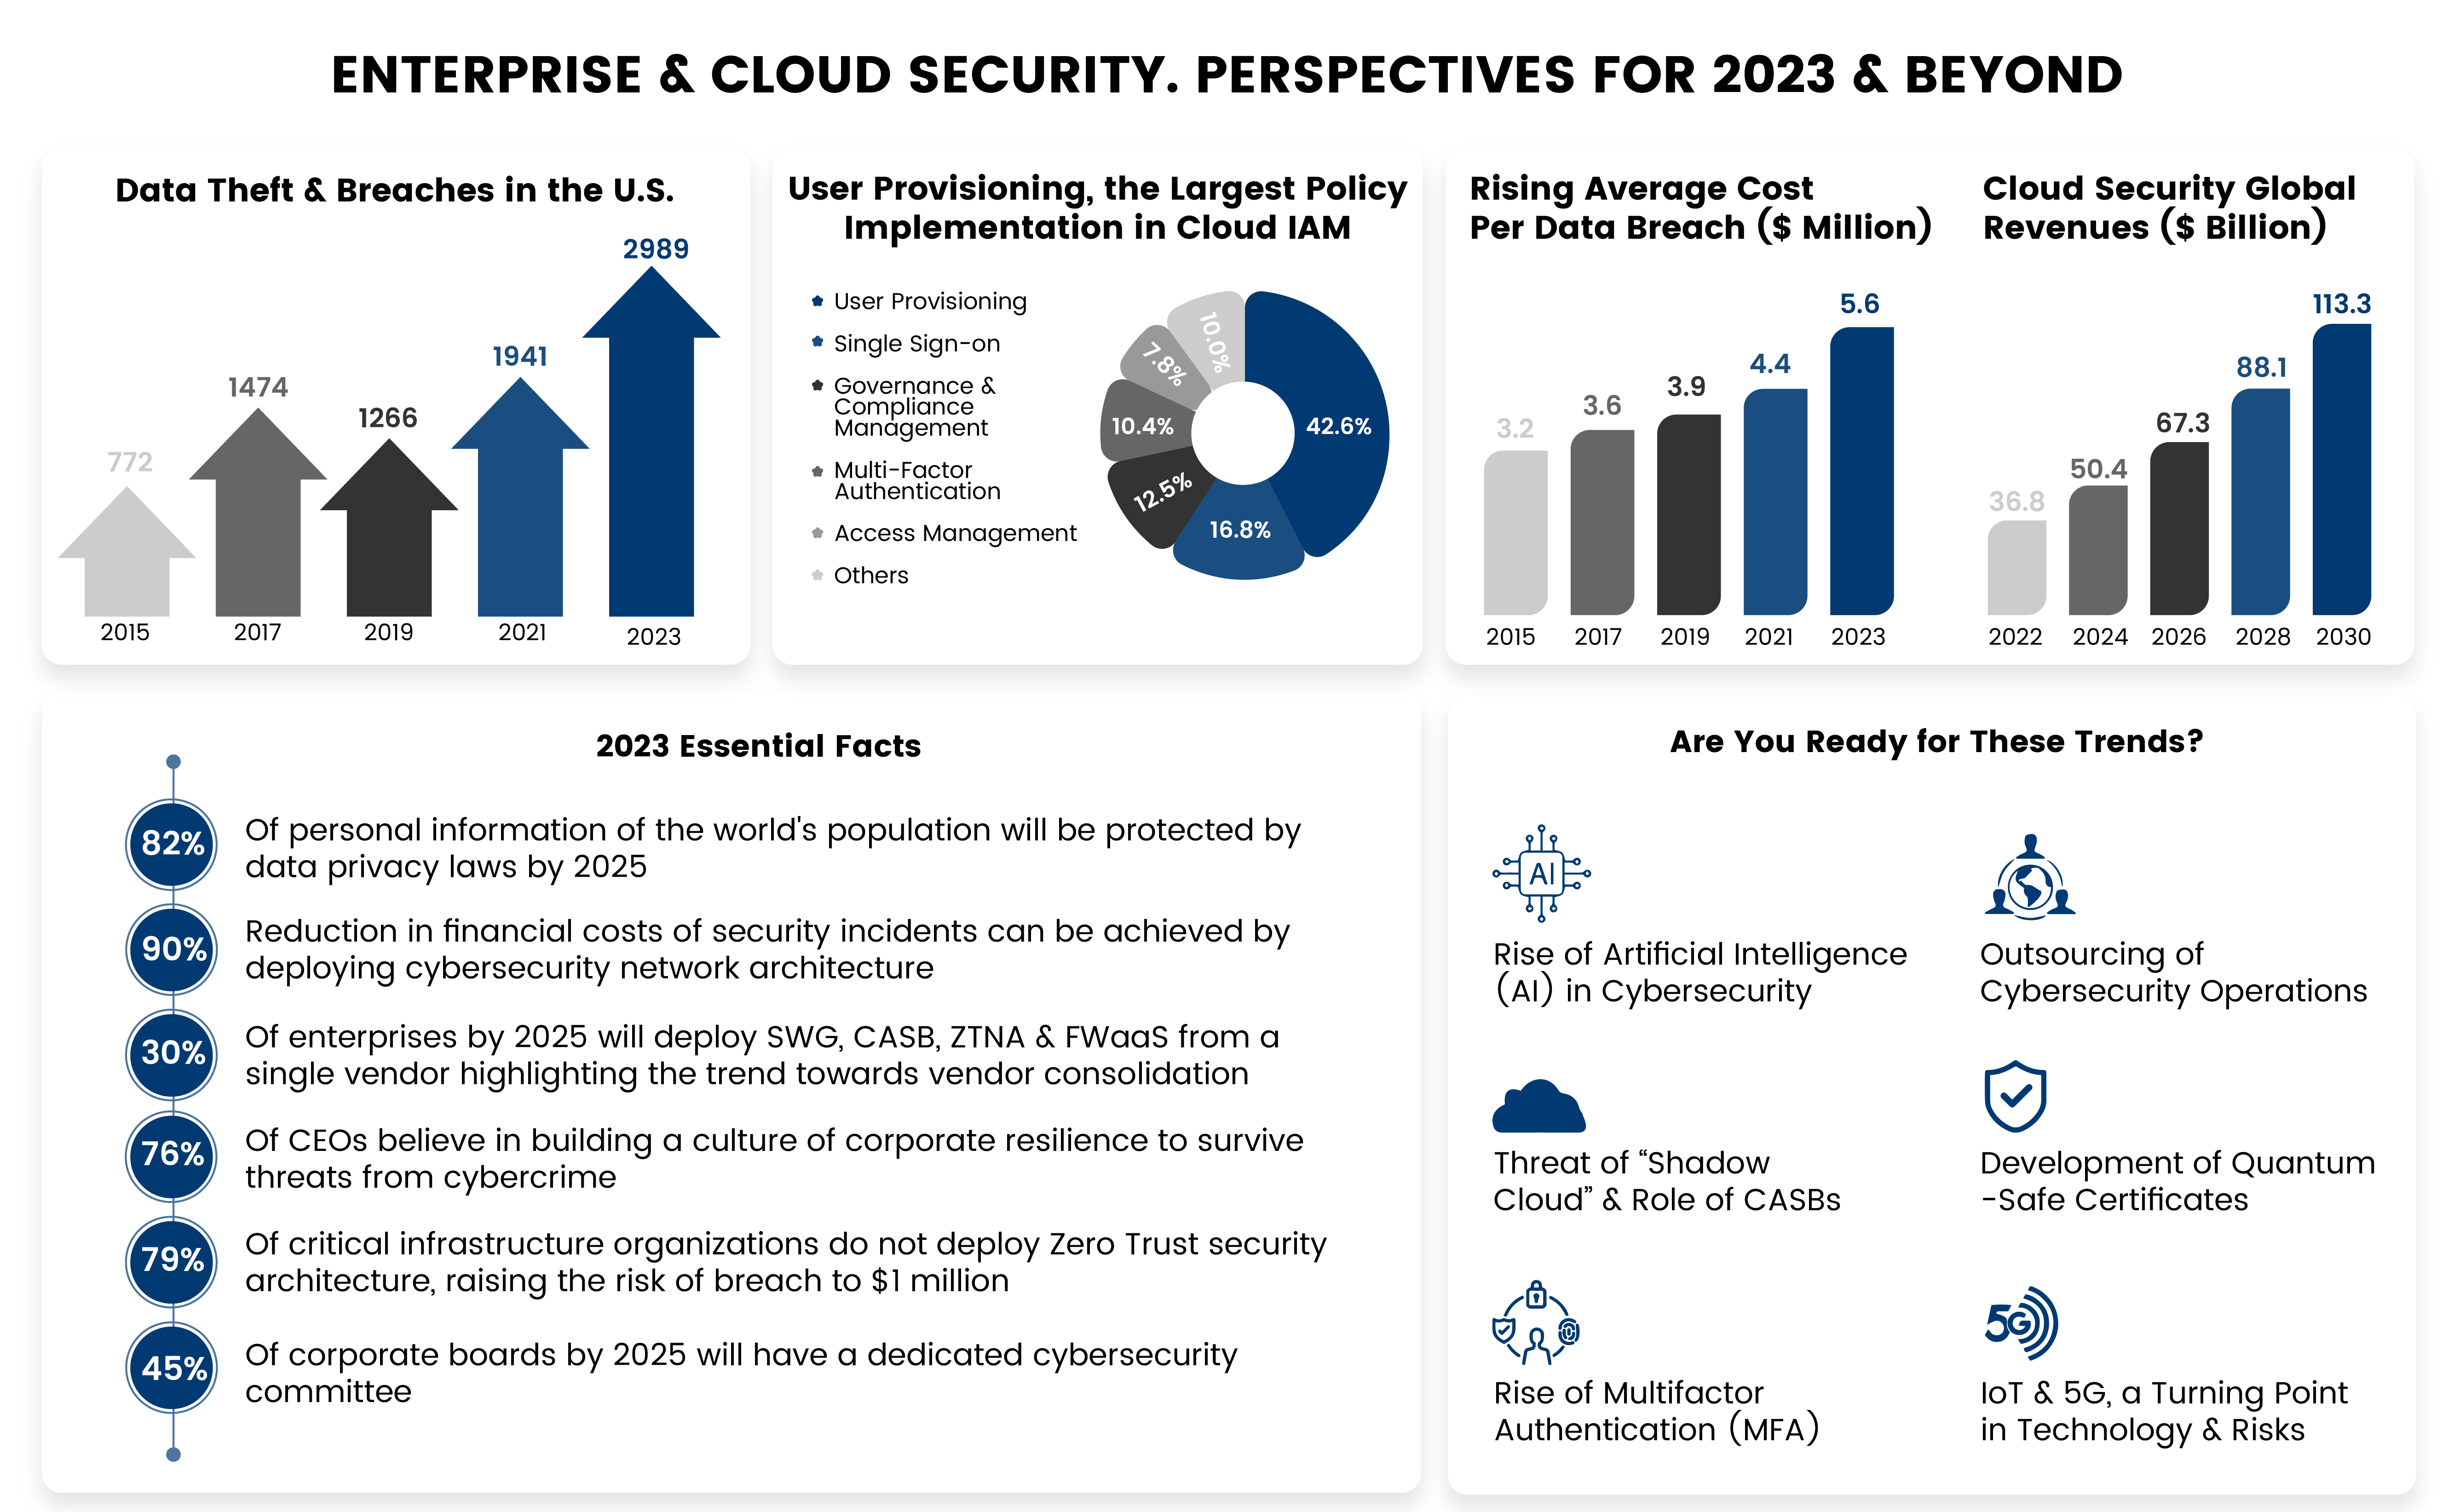 ENTERPRISE & CLOUD SECURITY. PERSPECTIVES FOR 2023 & BEYOND
Data Theft & Breaches in the U.S.
772
1474
1266
1941
2989
2015
2017
2019
2021
2023
User Provisioning, the Largest Policy
Implementation in Cloud IAM
User Provisioning
Single Sign-on
Governance &
Compliance
Management
Multi-Factor
Authentication
Access Management
Others
42.6%
16.8%
12.5%
10.4%
7.8%
10.0%
Rising Average Cost
Per Data Breach ($ Million)
3.2
3.6
3.9
4.4
5.6
2015
2017
2019
2021
2023
Cloud Security Global
Revenues ($ Billion)
36.8
50.4
67.3
88.1
113.3
2022
2024
2026
2028
2030
2023 Essential Facts
82%
Of personal information of the world's population will be protected by
data privacy laws by 2025
90%
Reduction in financial costs of security incidents can be achieved by
deploying cybersecurity network architecture
30%
Of enterprises by 2025 will deploy SWG, CASB, ZTNA & FWaaS from a
single vendor highlighting the trend towards vendor consolidation
76%
Of CEOs believe in building a culture of corporate resilience to survive
threats from cybercrime
79%
Of critical infrastructure organizations do not deploy Zero Trust security
architecture, raising the risk of breach to $1 million
45%
Of corporate boards by 2025 will have a dedicated cybersecurity
committee
Are You Ready for These Trends?
AI
Rise of Artificial Intelligence
(AI) in Cybersecurity
Outsourcing of
Cybersecurity Operations
Threat of “Shadow
Cloud” & Role of CASBs
Development of Quantum
-Safe Certificates
Rise of Multifactor
Authentication (MFA)
5G
IoT & 5G, a Turning Point
in Technology & Risks